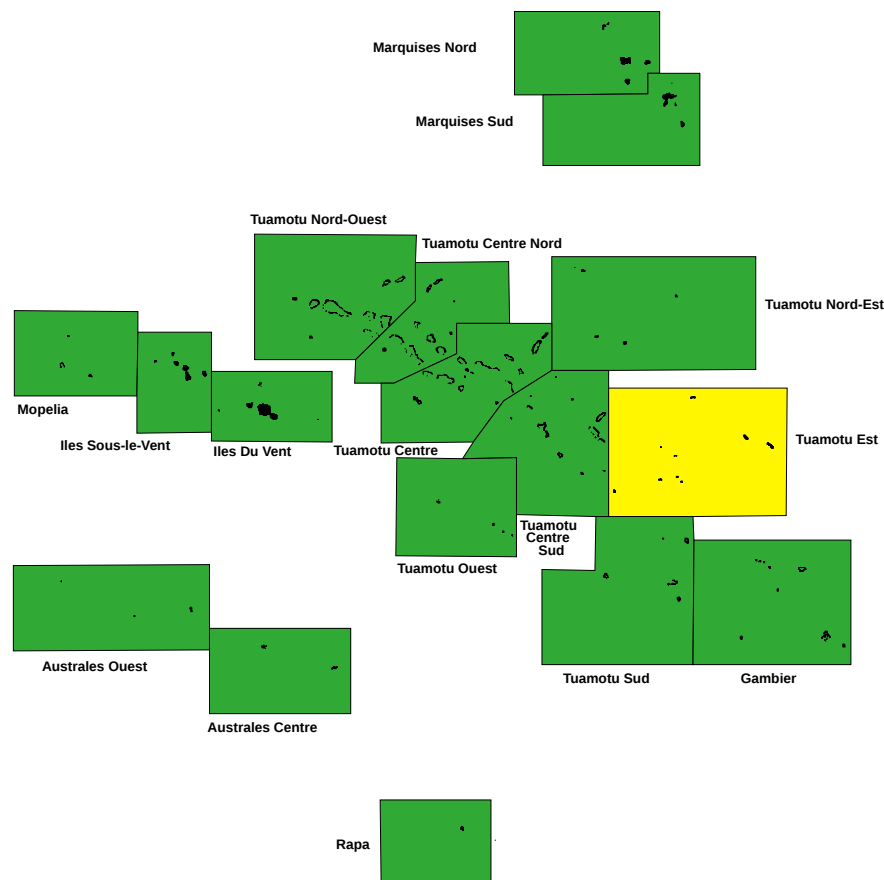 Marquises Nord
Marquises Sud
Tuamotu Nord-Ouest
Tuamotu Centre Nord
Tuamotu Nord-Est
Mopelia
Iles Sous-le-Vent
Iles Du Vent
Tuamotu Centre
Tuamotu Est
Tuamotu
Centre
Sud
Tuamotu Ouest
Australes Ouest
Tuamotu Sud
Gambier
Australes Centre
Rapa